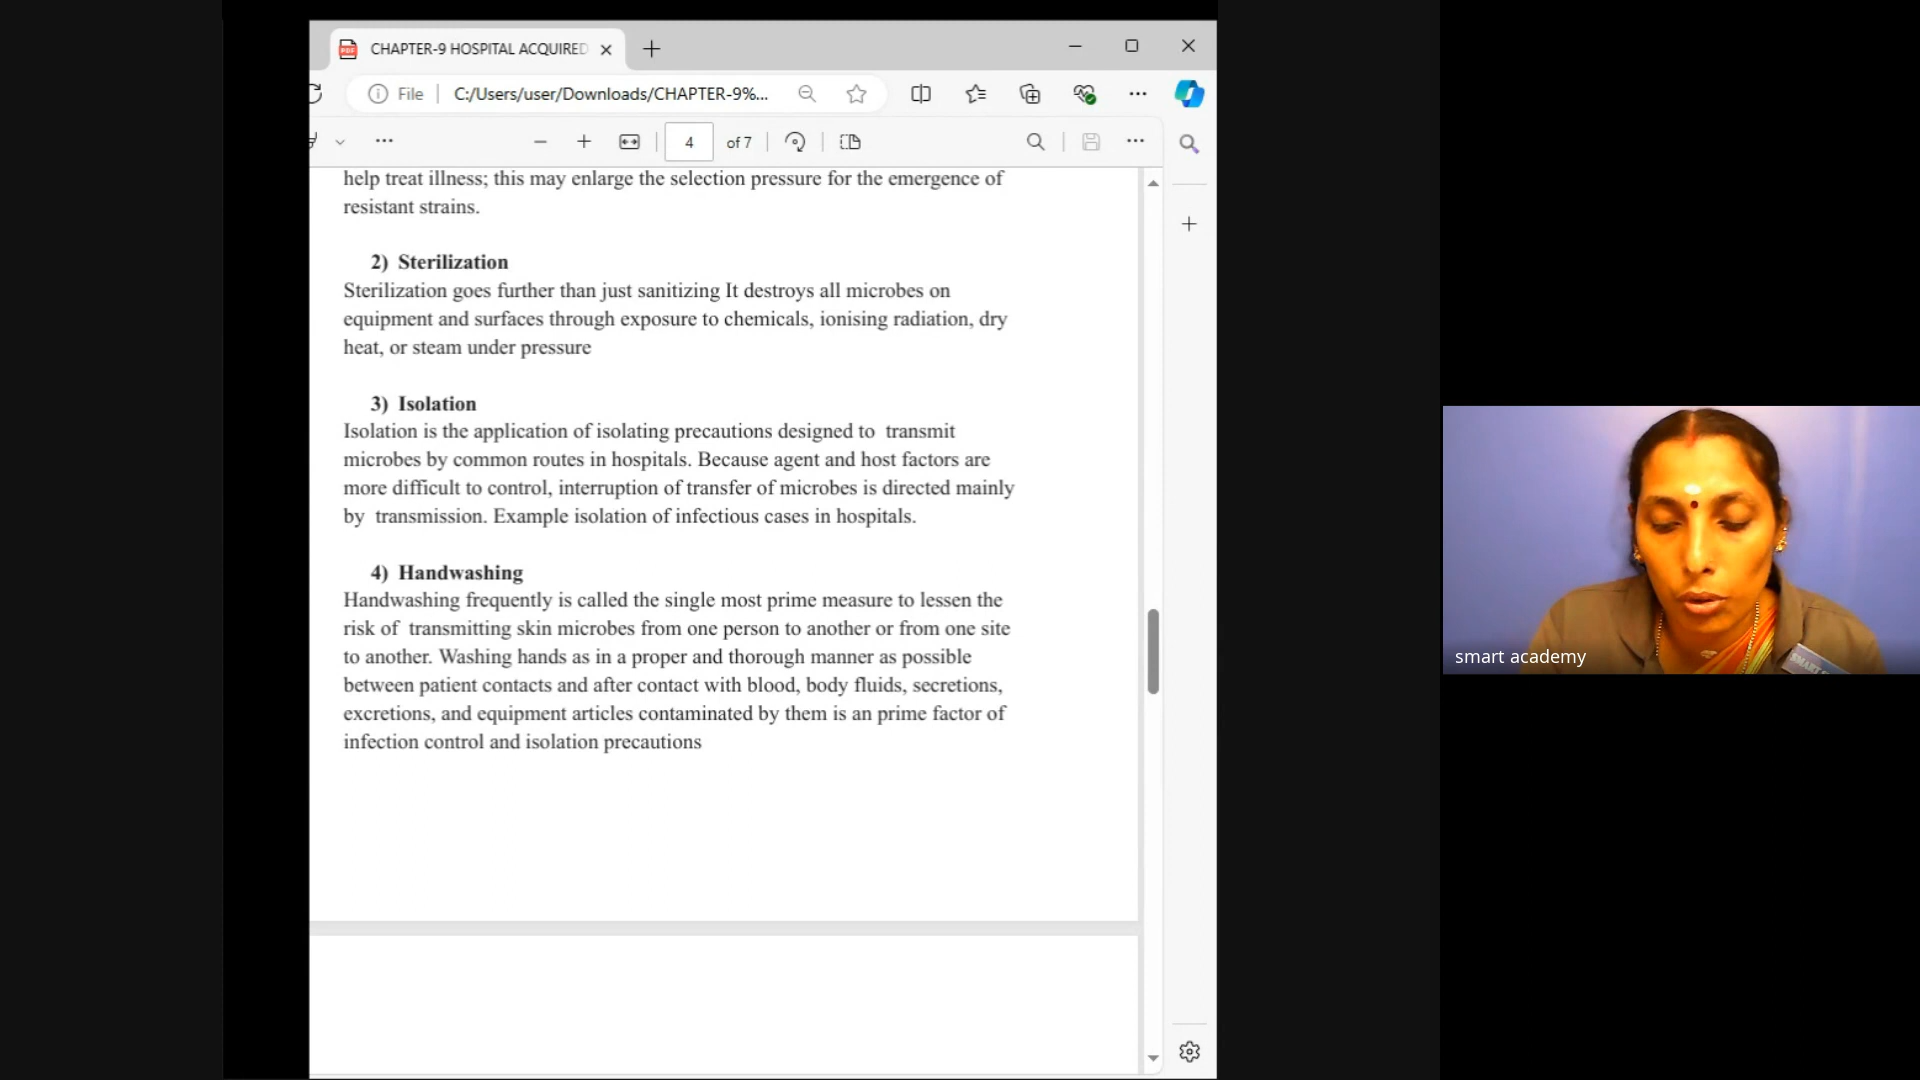 CHAPTER-9 HOSPITAL ACQUIRED
File
C:/Users/user/Downloads/CHAPTER-9%...
4 of 7
help treat illness; this may enlarge the selection pressure for the emergence of
resistant strains.
2) Sterilization
Sterilization goes further than just sanitizing It destroys all microbes on
equipment and surfaces through exposure to chemicals, ionising radiation, dry
heat, or steam under pressure
3) Isolation
Isolation is the application of isolating precautions designed to transmit
microbes by common routes in hospitals. Because agent and host factors are
more difficult to control, interruption of transfer of microbes is directed mainly
by transmission. Example isolation of infectious cases in hospitals.
4) Handwashing
Handwashing frequently is called the single most prime measure to lessen the
risk of transmitting skin microbes from one person to another or from one site
to another. Washing hands as in a proper and thorough manner as possible
between patient contacts and after contact with blood, body fluids, secretions,
excretions, and equipment articles contaminated by them is an prime factor of
infection control and isolation precautions
smart academy